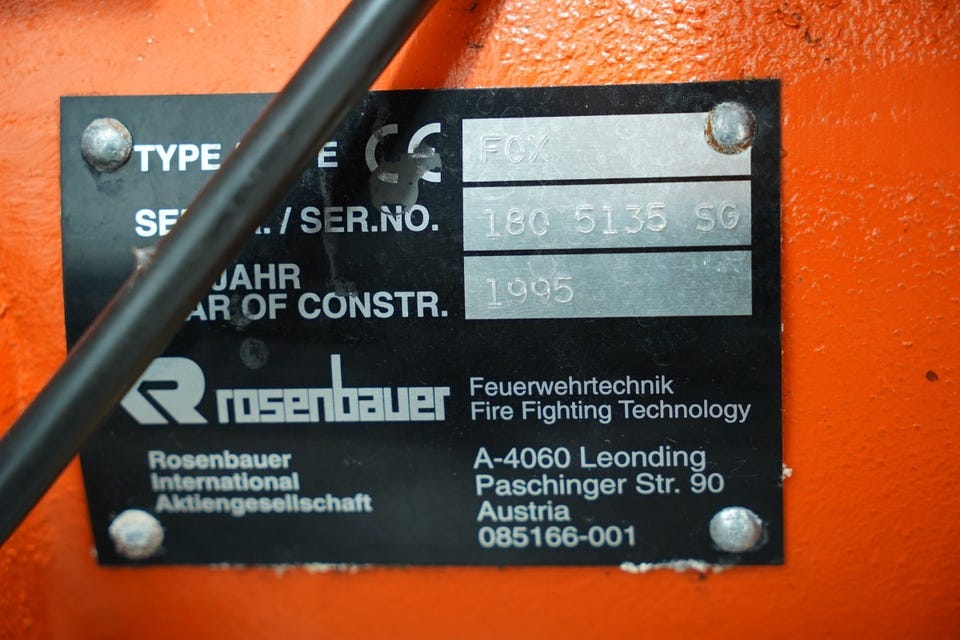 TYPE CE FOX
/ SER.NO. 180 5135 SG
JAHR
OF CONSTR. 1995
R rosenbauer Feuerwehrtechnik
Fire Fighting Technology
Rosenbauer
International
Aktiengesellschaft
A-4060 Leonding
Paschinger Str. 90
Austria
085166-001